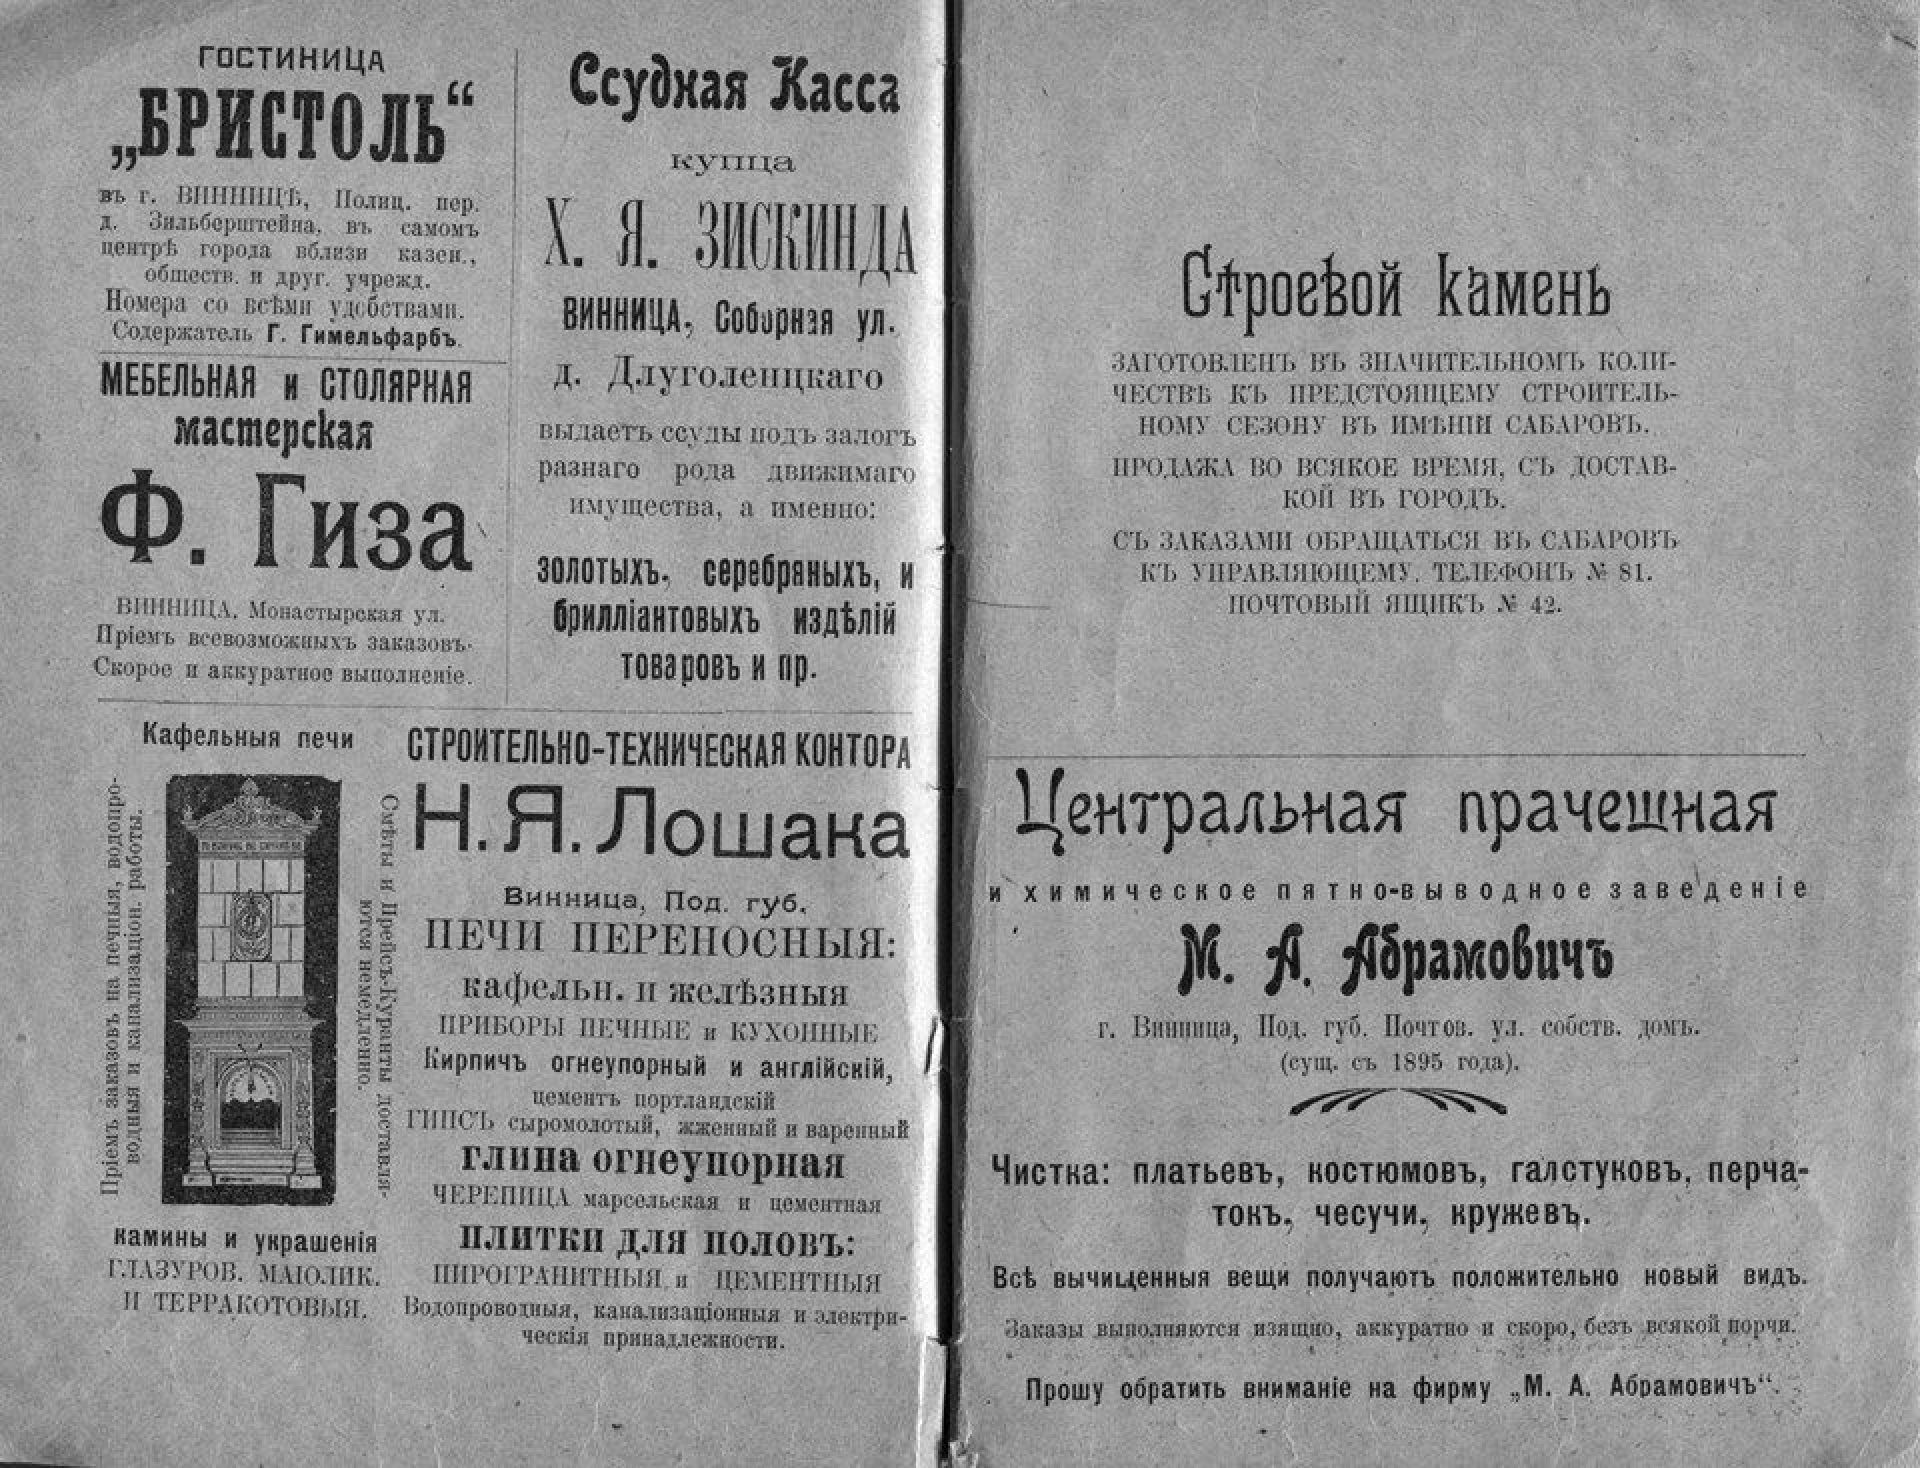 ГОСТИНИЦА
„БРИСТОЛЬ“
въ г. ВИННИЦѢ, Полиц. пер.
д. Зильберштейна, въ самомъ
центрѣ города вблизи казен.,
обществ. и друг. учрежд.
Номера со всѣми удобствами.
Содержатель Г. Гимельфарбъ.
МЕБЕЛЬНАЯ и СТОЛЯРНАЯ
мастерская
Ф. Гиза
ВИННИЦА. Монастырская ул.
Пріемъ всевозможныхъ заказовъ.
Скорое и аккуратное выполненіе.
Ссудная Касса
купца
Х. Я. ЗИСКИНДА
ВИННИЦА, Соборная ул.
д. Длуголенцкаго
выдаетъ ссуды подъ залогъ
разнаго рода движимаго
имущества, а именно:
золотыхъ, серебряныхъ, и
брилліантовыхъ издѣлій
товаровъ и пр.
Кафельныя печи
Пріемъ заказовъ на печныя, водопро-
водныя и канализаціон. работы.
Смѣты и Прейсъ-Куранты доставля-
ются немедленно.
камины и украшенія
ГЛАЗУРОВ. МАІОЛИК.
И ТЕРРАКОТОВЫЯ.
СТРОИТЕЛЬНО-ТЕХНИЧЕСКАЯ КОНТОРА
Н. Я. Лошака
Винница, Под. губ.
ПЕЧИ ПЕРЕНОСНЫЯ:
кафельн. и желѣзныя
ПРИБОРЫ ПЕЧНЫЕ и КУХОННЫЕ
Кирпичъ огнеупорный и англійскій,
цементъ портландскій
ГИПСЪ сыромолотый, жженный и варенный
глина огнеупорная
ЧЕРЕПИЦА марсельская и цементная
ПЛИТКИ ДЛЯ ПОЛОВЪ:
ПИРОГРАНИТНЫЯ и ЦЕМЕНТНЫЯ
Водопроводныя, канализаціонныя и электри-
ческія принадлежности.
Строевой камень
ЗАГОТОВЛЕНЪ ВЪ ЗНАЧИТЕЛЬНОМЪ КОЛИ-
ЧЕСТВѢ КЪ ПРЕДСТОЯЩЕМУ СТРОИТЕЛЬ-
НОМУ СЕЗОНУ ВЪ ИМѢНІИ САБАРОВЪ.
ПРОДАЖА ВО ВСЯКОЕ ВРЕМЯ, СЪ ДОСТАВ-
КОЙ ВЪ ГОРОДЪ.
СЪ ЗАКАЗАМИ ОБРАЩАТЬСЯ ВЪ САБАРОВЪ
КЪ УПРАВЛЯЮЩЕМУ. ТЕЛЕФОНЪ № 81.
ПОЧТОВЫЙ ЯЩИКЪ № 42.
Центральная прачешная
и химическое пятно-выводное заведеніе
М. А. Абрамовичъ
г. Винница, Под. губ. Почтов. ул. собств. домъ.
(сущ. съ 1895 года).
Чистка: платьевъ, костюмовъ, галстуковъ, перча-
токъ, чесучи, кружевъ.
Всѣ вычищенныя вещи получаютъ положительно новый видъ.
Заказы выполняются изящно, аккуратно и скоро, безъ всякой порчи.
Прошу обратить вниманіе на фирму „М. А. Абрамовичъ“.